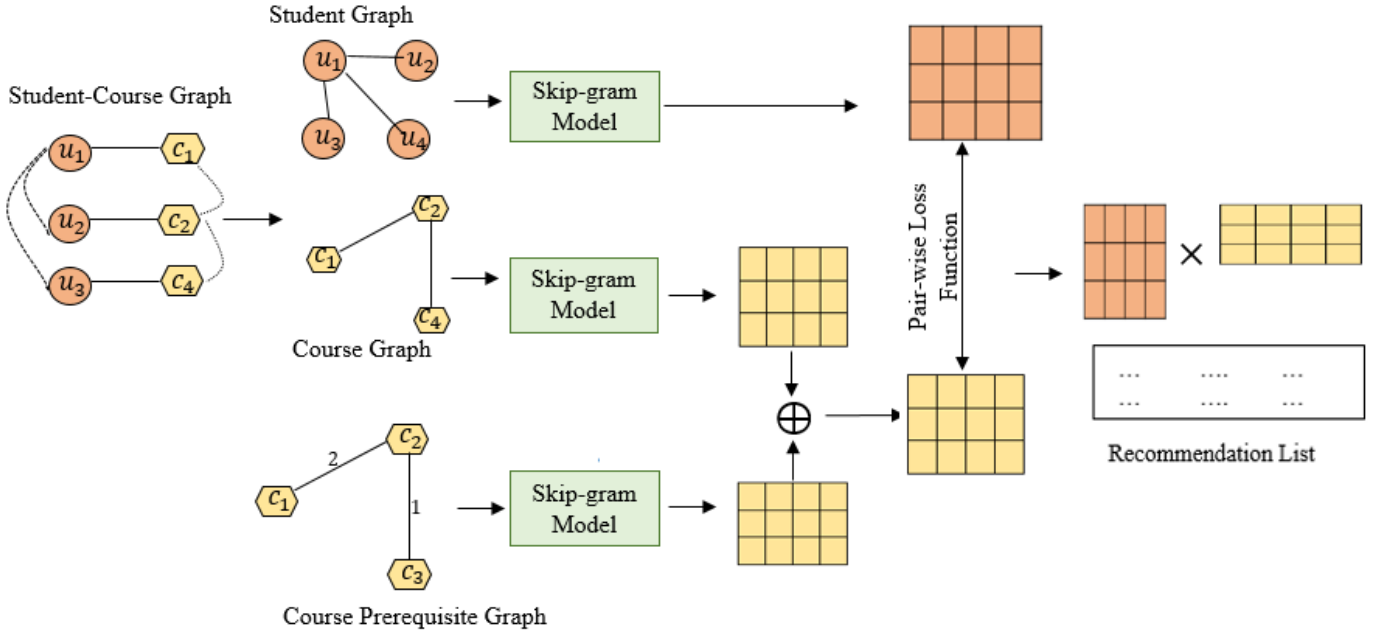 Student Graph
u1
u2
u3
u4
Skip-gram
Model
Student-Course Graph
u1
c1
u2
c2
u3
c4
c2
c1
c4
Course Graph
Skip-gram
Model
Pair-wise Loss
Function
×
c2
2
c1
1
c3
Course Prerequisite Graph
Skip-gram
Model
⊕
... .... ...
... .... ...
Recommendation List